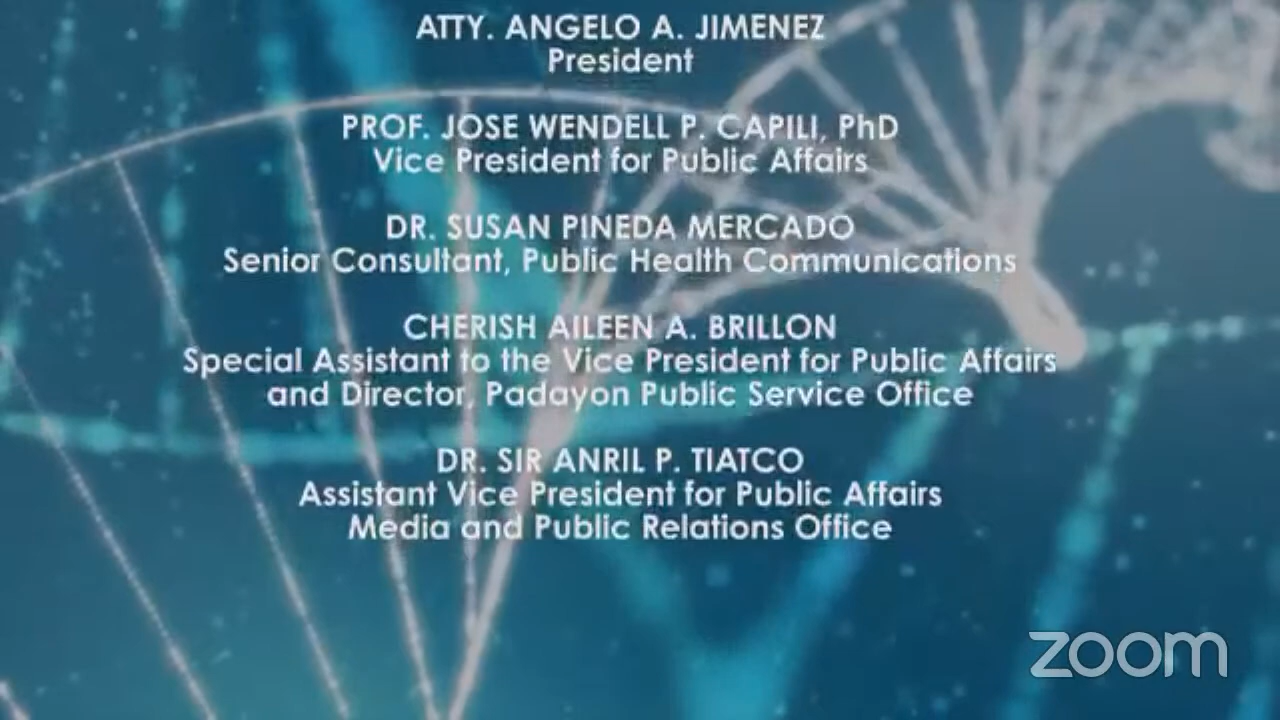 ATTY. ANGELO A. JIMENEZ
President
PROF. JOSE WENDELL P. CAPILI, PhD
Vice President for Public Affairs
DR. SUSAN PINEDA MERCADO
Senior Consultant, Public Health Communications
CHERISH AILEEN A. BRILLON
Special Assistant to the Vice President for Public Affairs
and Director, Padayon Public Service Office
DR. SIR ANRIL P. TIATCO
Assistant Vice President for Public Affairs
Media and Public Relations Office
zoom